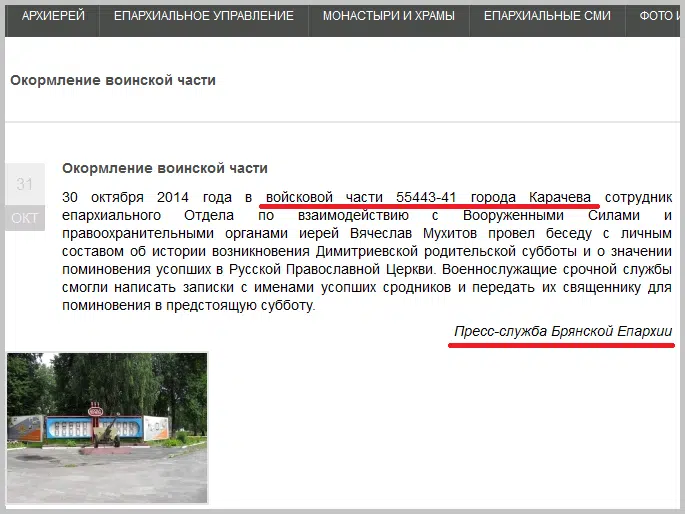 АРХИЕРЕЙ ЕПАРХИАЛЬНОЕ УПРАВЛЕНИЕ МОНАСТЫРИ И ХРАМЫ ЕПАРХИАЛЬНЫЕ СМИ ФОТО И
Окормление воинской части
31
ОКТ
Окормление воинской части
30 октября 2014 года в войсковой части 55443-41 города Карачева сотрудник
епархиального Отдела по взаимодействию с Вооруженными Силами и
правоохранительными органами иерей Вячеслав Мухитов провел беседу с личным
составом об истории возникновения Димитриевской родительской субботы и о значении
поминовения усопших в Русской Православной Церкви. Военнослужащие срочной службы
смогли написать записки с именами усопших сродников и передать их священнику для
поминовения в предстоящую субботу.
Пресс-служба Брянской Епархии